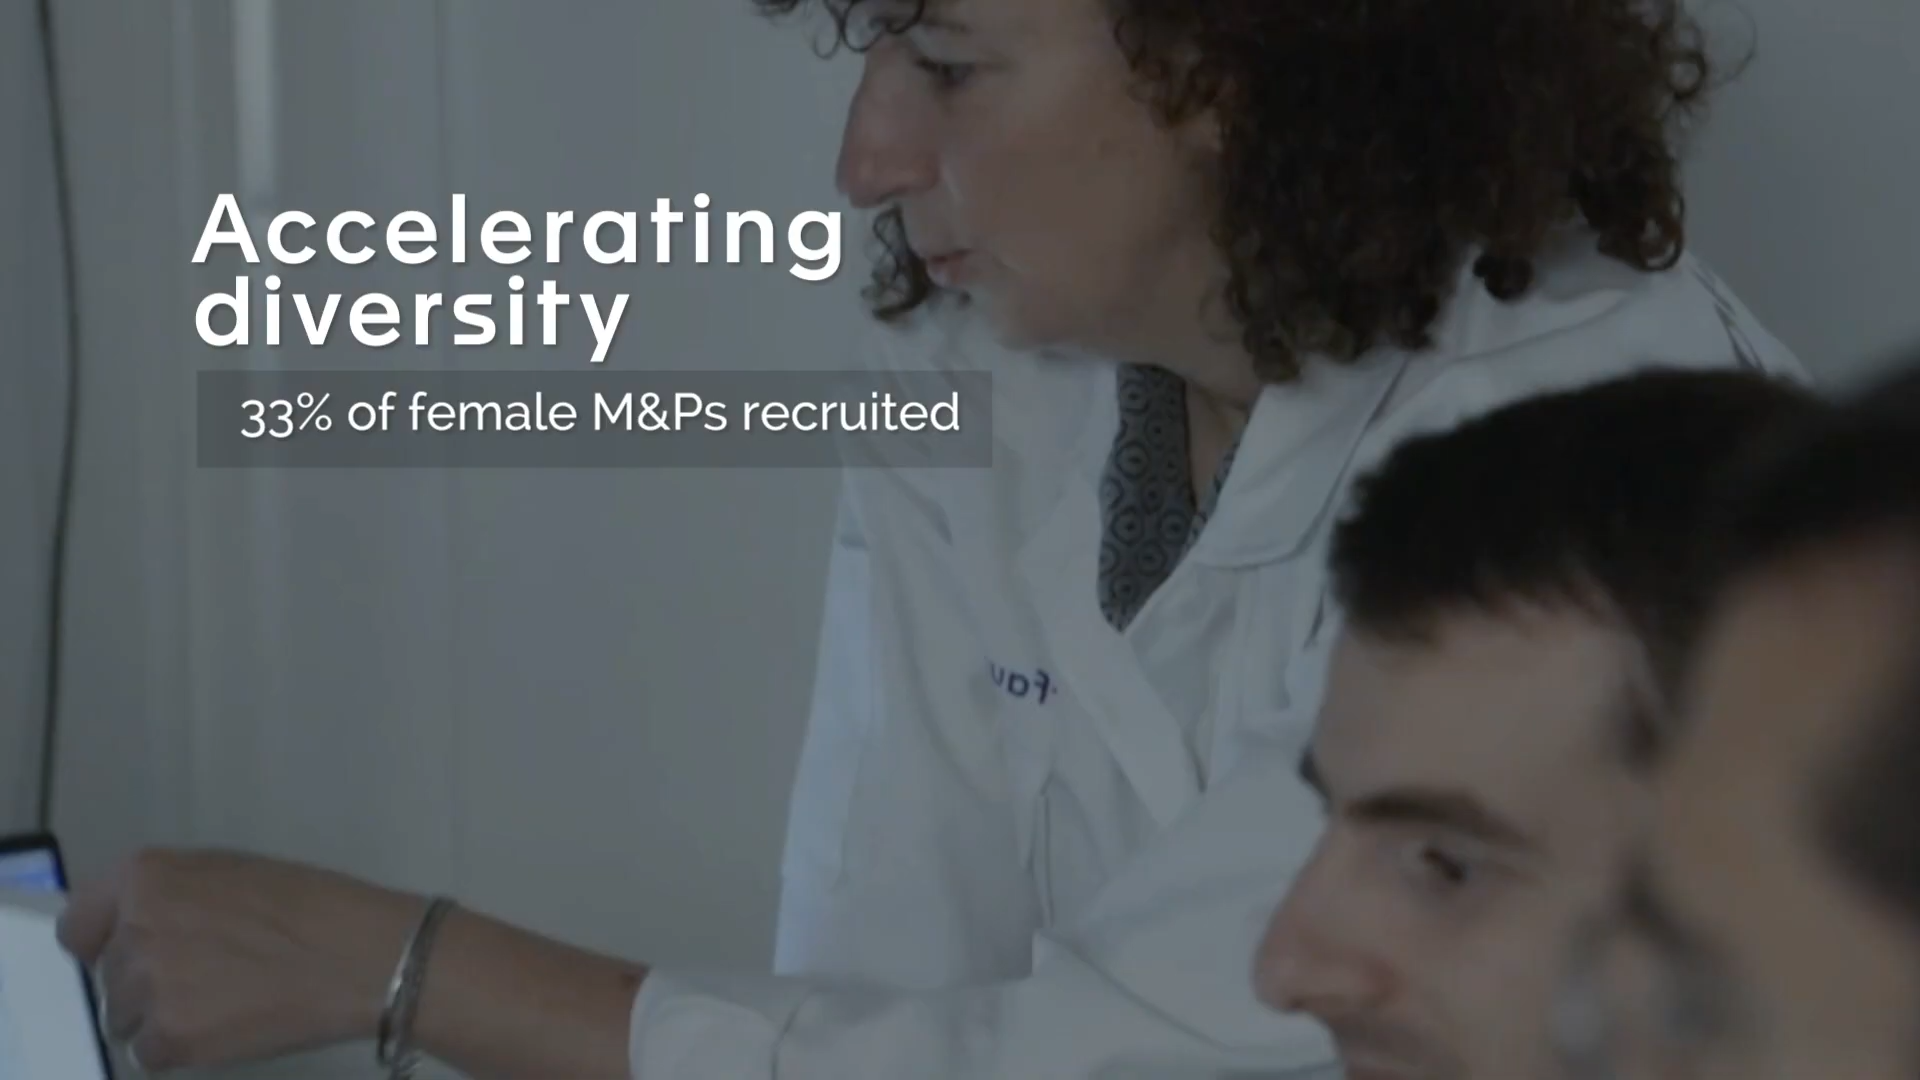 Accelerating
diversity
33% of female M&Ps recruited